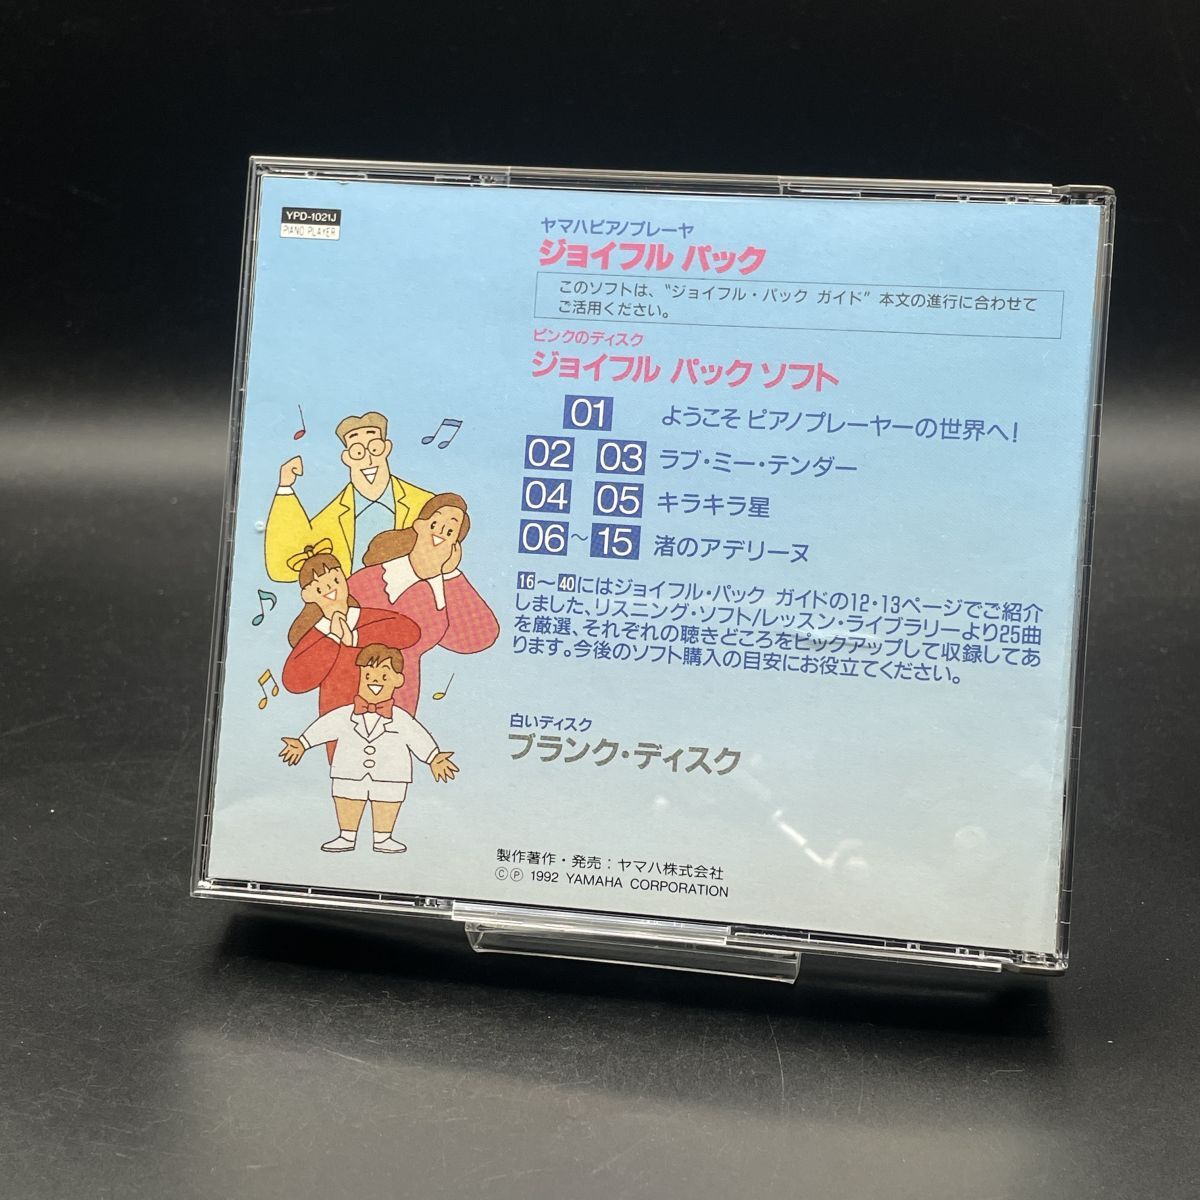 YPD-1021J
PIANO PLAYER
ヤマハピアノプレーヤ
ジョイフル パック
このソフトは、“ジョイフル・パック ガイド” 本文の進行に合わせて
ご活用ください。
ピンクのディスク
ジョイフル パック ソフト
01 ようこそ ピアノプレーヤーの世界へ!
02 03 ラブ・ミー・テンダー
04 05 キラキラ星
06～15 渚のアデリーヌ
16～40にはジョイフル・パック ガイドの12・13ページでご紹介
しました、リスニング・ソフト/レッスン・ライブラリーより25曲
を厳選、それぞれの聴きどころをピックアップして収録してあ
ります。今後のソフト購入の目安にお役立てください。
白いディスク
ブランク・ディスク
製作著作・発売：ヤマハ株式会社
ⒸⓅ 1992 YAMAHA CORPORATION